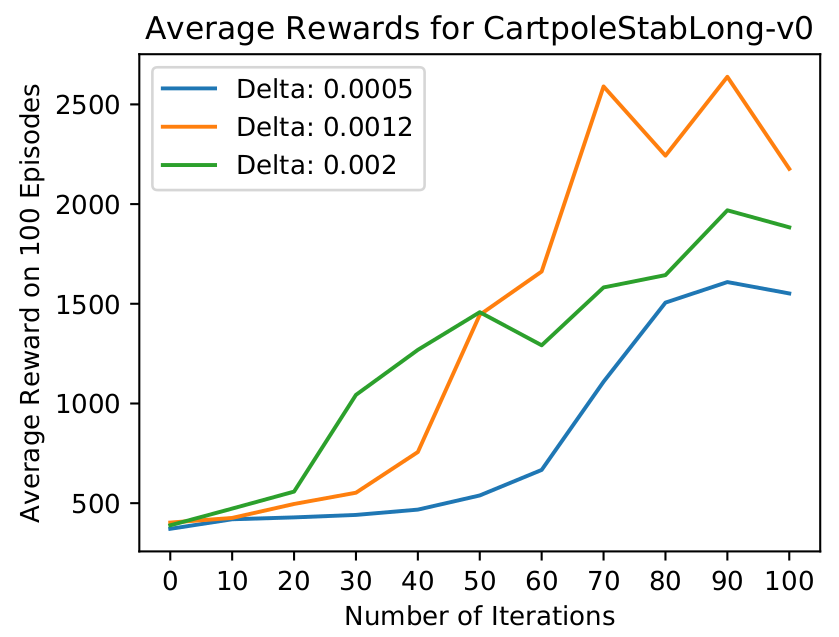 Average Rewards for CartpoleStabLong-v0
Delta: 0.0005
Delta: 0.0012
Delta: 0.002
Average Reward on 100 Episodes
2500
2000
1500
1000
500
0 10 20 30 40 50 60 70 80 90 100
Number of Iterations